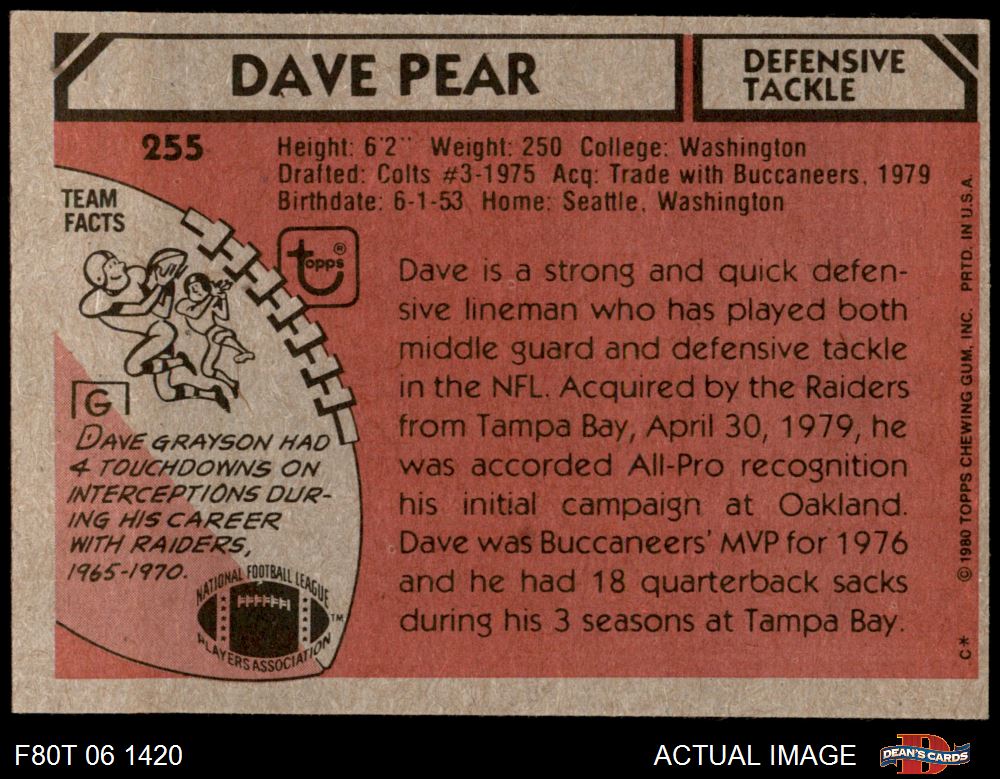 DAVE PEAR
DEFENSIVE
TACKLE
255
Height: 6'2" Weight: 250 College: Washington
Drafted: Colts #3-1975 Acq: Trade with Buccaneers, 1979
Birthdate: 6-1-53 Home: Seattle, Washington
TEAM
FACTS
topps®
Dave is a strong and quick defen-
sive lineman who has played both
middle guard and defensive tackle
in the NFL. Acquired by the Raiders
from Tampa Bay, April 30, 1979, he
was accorded All-Pro recognition
his initial campaign at Oakland.
Dave was Buccaneers' MVP for 1976
and he had 18 quarterback sacks
during his 3 seasons at Tampa Bay.
G
DAVE GRAYSON HAD
4 TOUCHDOWNS ON
INTERCEPTIONS DUR-
ING HIS CAREER
WITH RAIDERS,
1965-1970.
NATIONAL FOOTBALL LEAGUE
PLAYERS ASSOCIATION
TM
© 1980 TOPPS CHEWING GUM, INC. PRTD. IN U.S.A.
C*
F80T 06 1420
ACTUAL IMAGE
D
DEAN'S CARDS